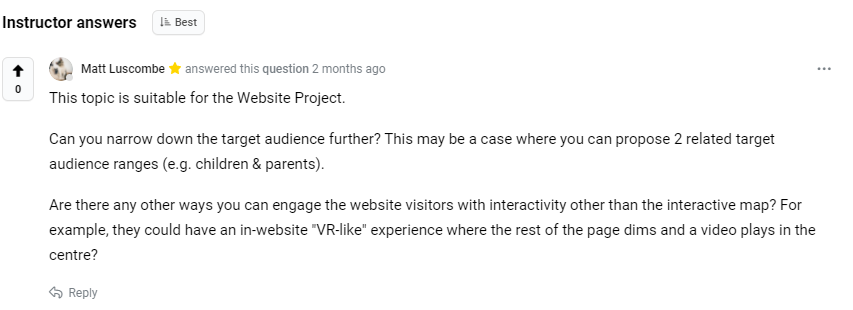 Instructor answers
Best
Matt Luscombe answered this question 2 months ago
0
This topic is suitable for the Website Project.
Can you narrow down the target audience further? This may be a case where you can propose 2 related target
audience ranges (e.g. children & parents).
Are there any other ways you can engage the website visitors with interactivity other than the interactive map? For
example, they could have an in-website "VR-like" experience where the rest of the page dims and a video plays in the
centre?
Reply